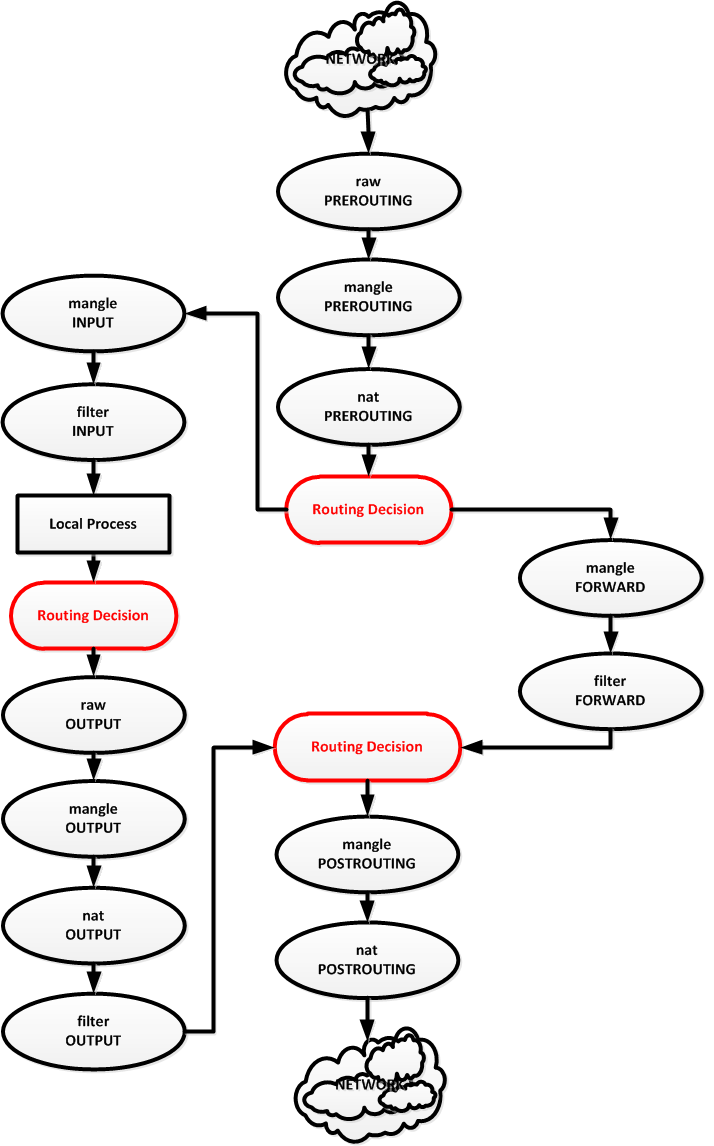 NETWORK
raw
PREROUTING
mangle
PREROUTING
nat
PREROUTING
Routing Decision
mangle
INPUT
filter
INPUT
Local Process
Routing Decision
raw
OUTPUT
mangle
OUTPUT
nat
OUTPUT
filter
OUTPUT
mangle
FORWARD
filter
FORWARD
Routing Decision
mangle
POSTROUTING
nat
POSTROUTING
NETWORK